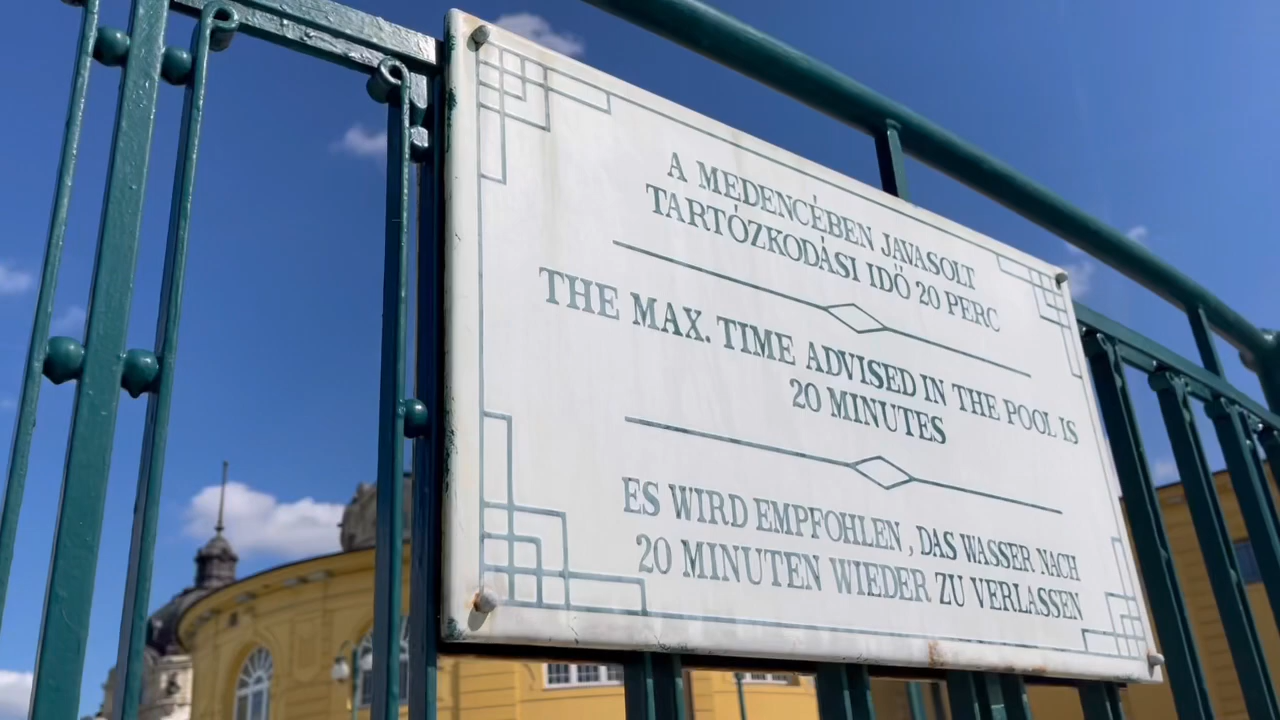 A MEDENCÉBEN JAVASOLT
TARTÓZKODÁSI IDŐ 20 PERC
THE MAX. TIME ADVISED IN THE POOL IS
20 MINUTES
ES WIRD EMPFOHLEN, DAS WASSER NACH
20 MINUTEN WIEDER ZU VERLASSEN